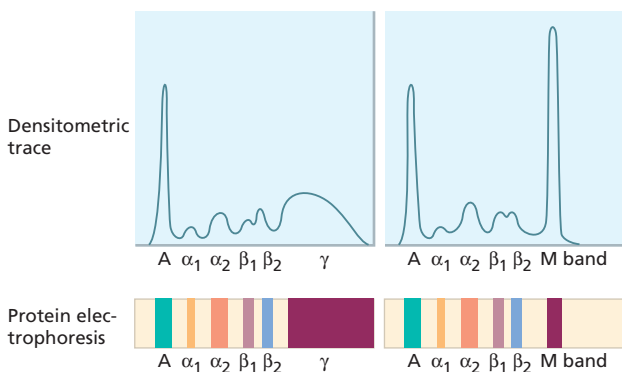 Densitometric
trace
A α1 α2 β1 β2 γ
A α1 α2 β1 β2 M band
Protein elec-
trophoresis
A α1 α2 β1 β2 γ
A α1 α2 β1 β2 M band